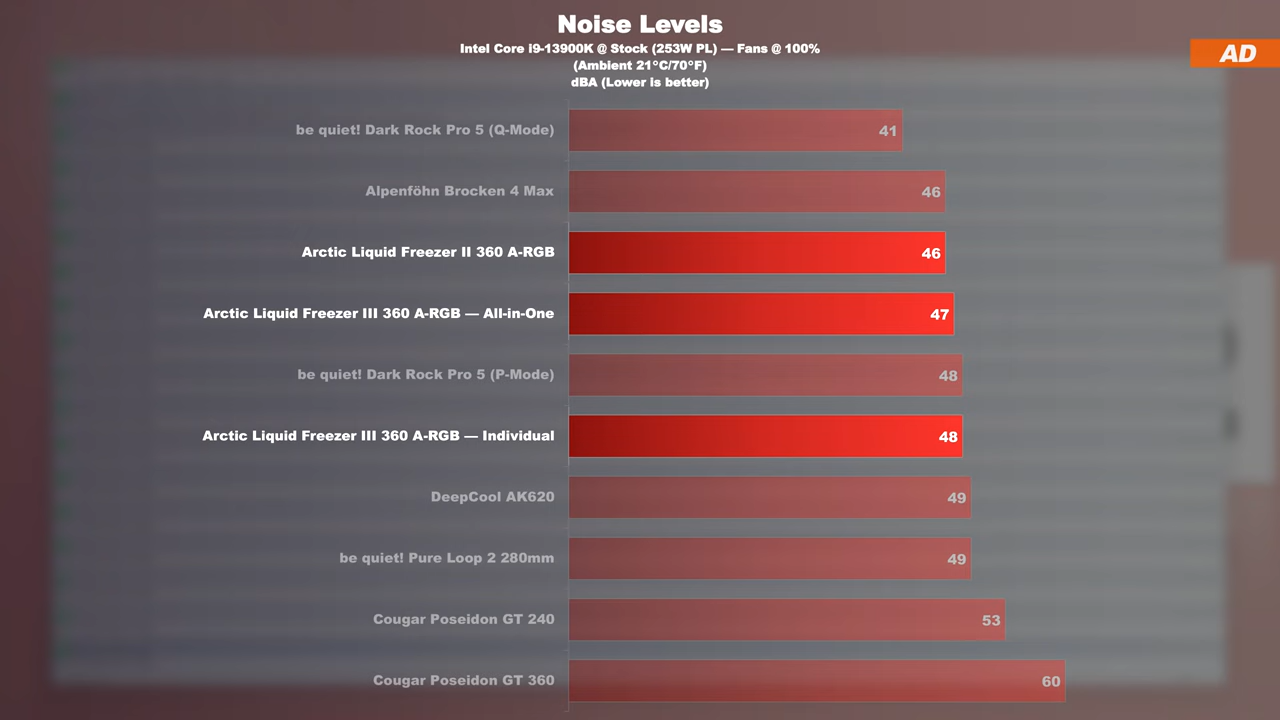 Noise Levels
Intel Core i9-13900K @ Stock (253W PL) — Fans @ 100%
(Ambient 21°C/70°F)
dBA (Lower is better)
AD
be quiet! Dark Rock Pro 5 (Q-Mode) 41
Alpenföhn Brocken 4 Max 46
Arctic Liquid Freezer II 360 A-RGB 46
Arctic Liquid Freezer III 360 A-RGB — All-in-One 47
be quiet! Dark Rock Pro 5 (P-Mode) 48
Arctic Liquid Freezer III 360 A-RGB — Individual 48
DeepCool AK620 49
be quiet! Pure Loop 2 280mm 49
Cougar Poseidon GT 240 53
Cougar Poseidon GT 360 60